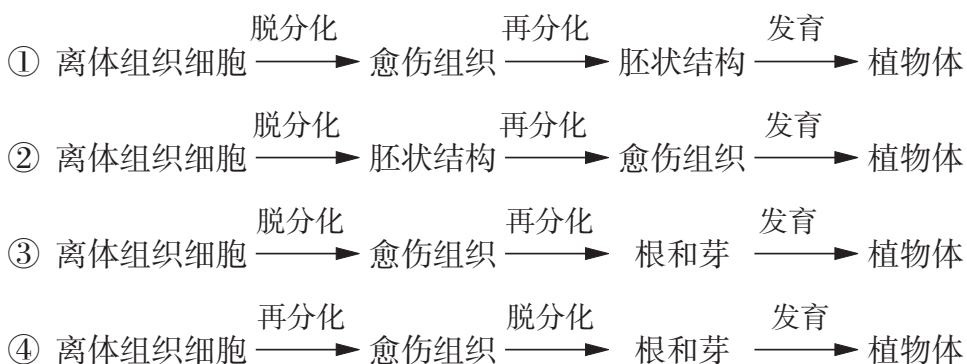 脱分化 再分化 发育
① 离体组织细胞 愈伤组织 胚状结构 植物体
脱分化 再分化 发育
② 离体组织细胞 胚状结构 愈伤组织 植物体
脱分化 再分化 发育
③ 离体组织细胞 愈伤组织 根和芽 植物体
再分化 脱分化 发育
④ 离体组织细胞 愈伤组织 根和芽 植物体